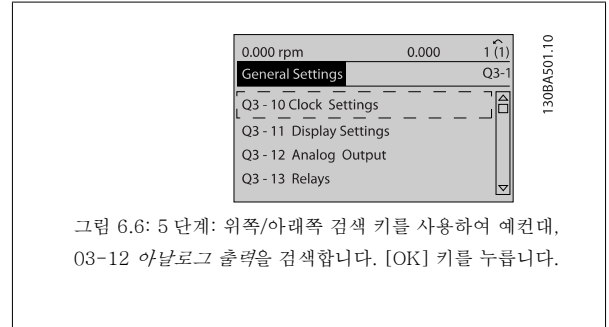 0.000 rpm 0.000 1 (1)
General Settings Q3-1
Q3 - 10 Clock Settings
Q3 - 11 Display Settings
Q3 - 12 Analog Output
Q3 - 13 Relays
130BA501.10
그림 6.6: 5 단계: 위쪽/아래쪽 검색 키를 사용하여 예컨대,
03-12 아날로그 출력을 검색합니다. [OK] 키를 누릅니다.